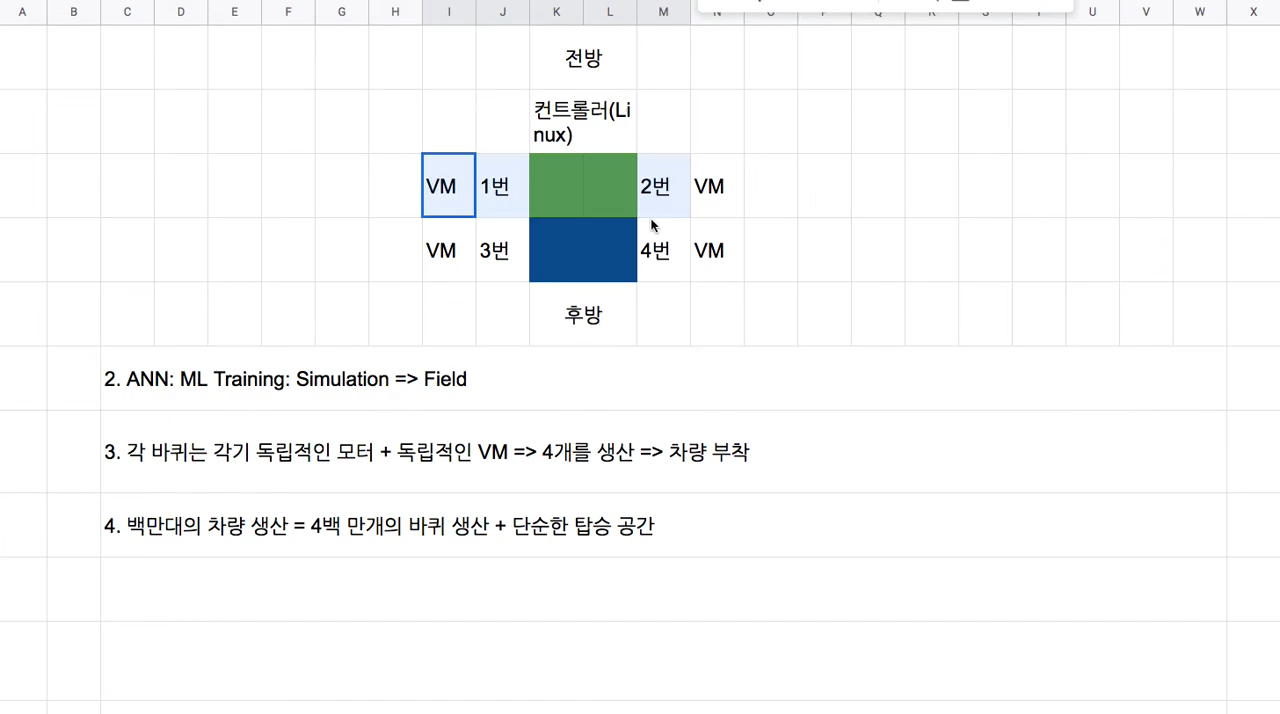 A B C D E F G H I J K L M N O P Q R S T U V W X
전방
컨트롤러(Li
nux)
VM 1번 2번 VM
VM 3번 4번 VM
후방
2. ANN: ML Training: Simulation => Field
3. 각 바퀴는 각기 독립적인 모터 + 독립적인 VM => 4개를 생산 => 차량 부착
4. 백만대의 차량 생산 = 4백 만개의 바퀴 생산 + 단순한 탑승 공간